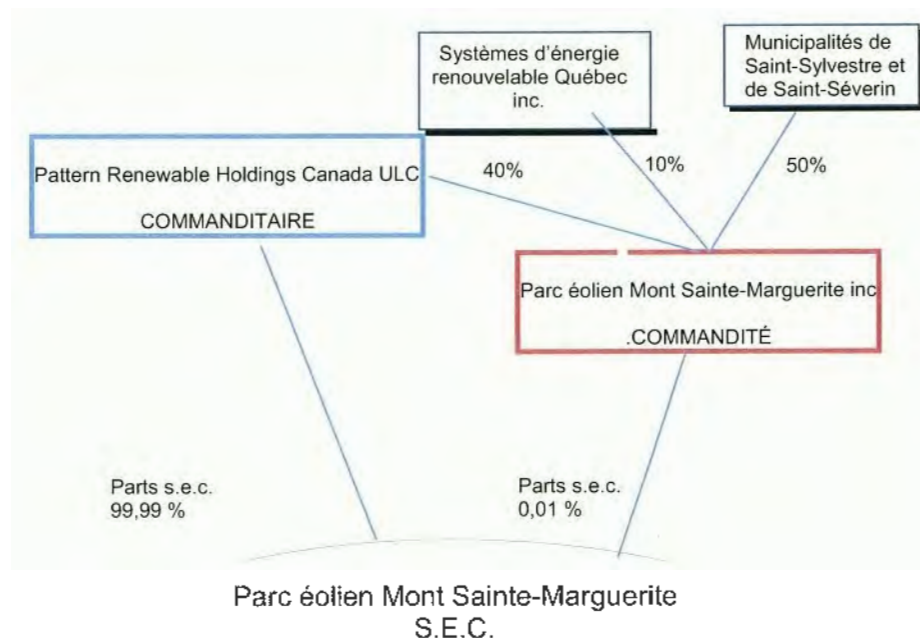 Systèmes d'énergie
renouvelable Québec
inc.
Municipalités de
Saint-Sylvestre et
de Saint-Séverin
Pattern Renewable Holdings Canada ULC
COMMANDITAIRE
40%
10%
50%
Parc éolien Mont Sainte-Marguerite inc
.COMMANDITÉ
Parts s.e.c.
99,99 %
Parts s.e.c.
0,01 %
Parc éolien Mont Sainte-Marguerite
S.E.C.